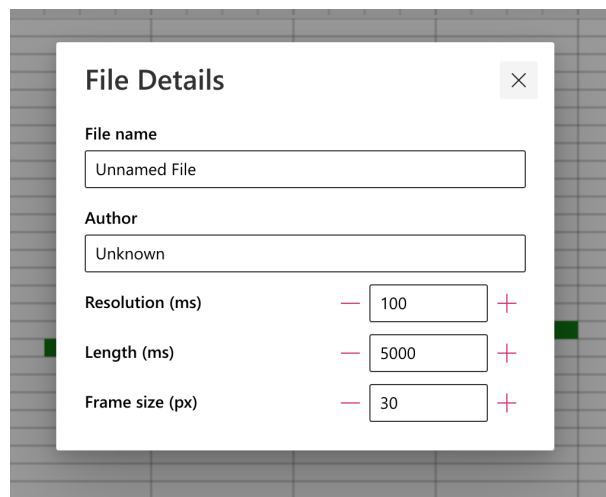 File Details
File name
Unnamed File
Author
Unknown
Resolution (ms) 100
Length (ms) 5000
Frame size (px) 30